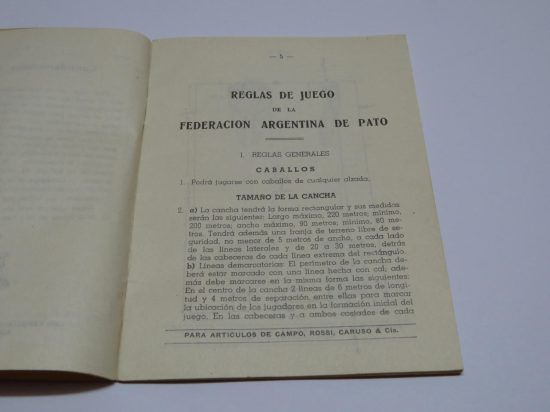 — 5 —
REGLAS DE JUEGO
DE LA
FEDERACION ARGENTINA DE PATO
1. REGLAS GENERALES
CABALLOS
1. Podrá jugarse con caballos de cualquier alzada.
TAMAÑO DE LA CANCHA
2. a) La cancha tendrá la forma rectangular y sus medidas
serán las siguientes: Largo máximo, 220 metros; mínimo,
200 metros; ancho máximo, 90 metros; mínimo, 80 me-
tros. Tendrá además una franja de terreno libre de se-
guridad, no menor de 5 metros de ancho, a cada lado
de las líneas laterales y de 20 a 30 metros, detrás
de las cabeceras de cada línea extrema del rectángulo.
b) Líneas demarcatorias: El perímetro de la cancha de-
berá estar marcado con una línea hecha con cal; ade-
más debe marcarse en la misma forma las siguientes:
En el centro de la cancha 2 líneas de 6 metros de longi-
tud y 4 metros de separación entre ellas para marcar
la ubicación de los jugadores en la formación inicial del
juego. En las cabeceras y a ambos costados de cada
PARA ARTICULOS DE CAMPO, ROSSI, CARUSO & Cía.